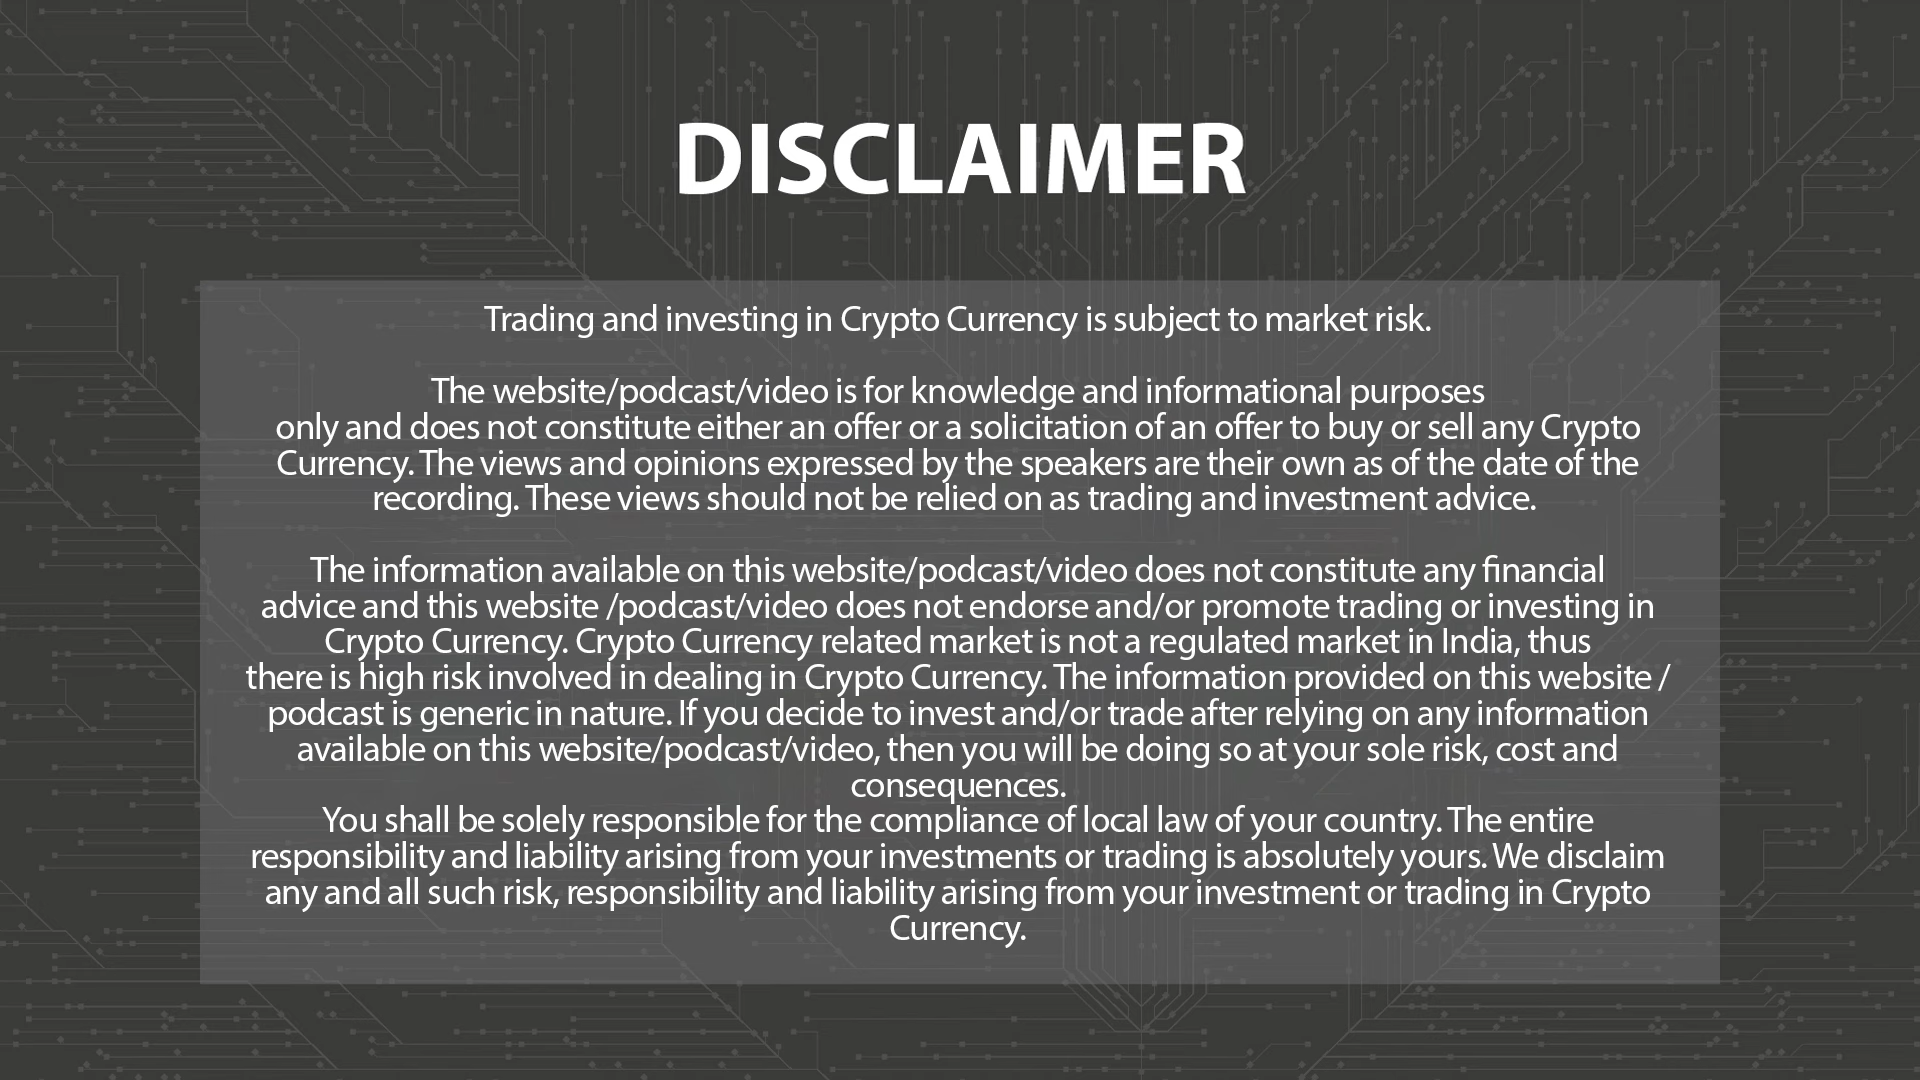 DISCLAIMER
Trading and investing in Crypto Currency is subject to market risk.
The website/podcast/video is for knowledge and informational purposes
only and does not constitute either an offer or a solicitation of an offer to buy or sell any Crypto
Currency. The views and opinions expressed by the speakers are their own as of the date of the
recording. These views should not be relied on as trading and investment advice.
The information available on this website/podcast/video does not constitute any financial
advice and this website /podcast/video does not endorse and/or promote trading or investing in
Crypto Currency. Crypto Currency related market is not a regulated market in India, thus
there is high risk involved in dealing in Crypto Currency. The information provided on this website /
podcast is generic in nature. If you decide to invest and/or trade after relying on any information
available on this website/podcast/video, then you will be doing so at your sole risk, cost and
consequences.
You shall be solely responsible for the compliance of local law of your country. The entire
responsibility and liability arising from your investments or trading is absolutely yours. We disclaim
any and all such risk, responsibility and liability arising from your investment or trading in Crypto
Currency.